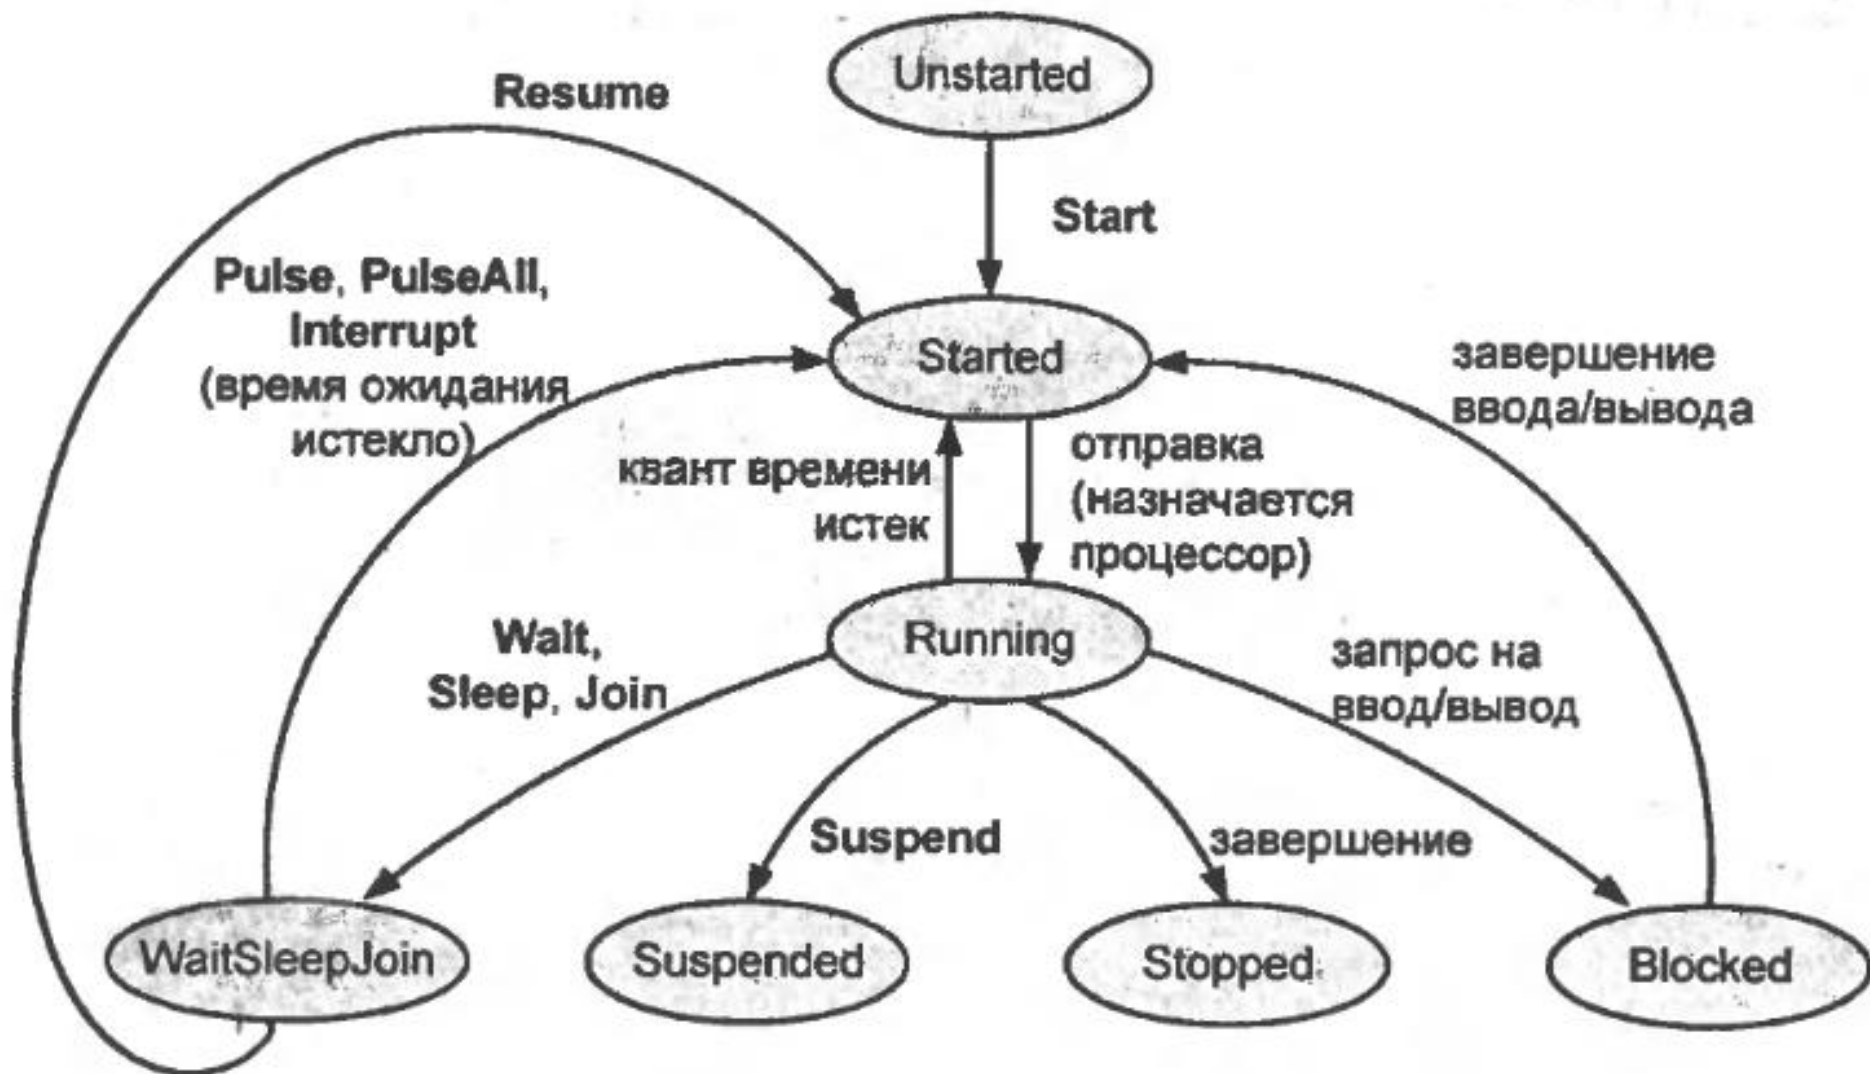 Unstarted
Resume
Start
Pulse, PulseAll,
Interrupt
(время ожидания
истекло)
Started
завершение
ввода/вывода
квант времени
истек
отправка
(назначается
процессор)
Running
Wait,
Sleep, Join
запрос на
ввод/вывод
Suspend
завершение
WaitSleepJoin
Suspended
Stopped
Blocked